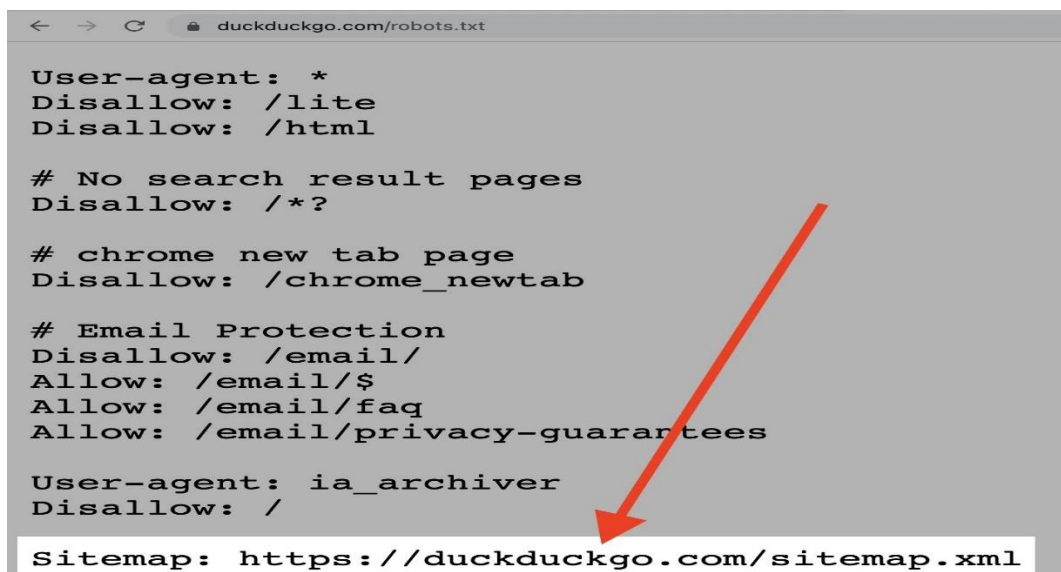 duckduckgo.com/robots.txt
User-agent: *
Disallow: /lite
Disallow: /html
# No search result pages
Disallow: /*?
# chrome new tab page
Disallow: /chrome_newtab
# Email Protection
Disallow: /email/
Allow: /email/$
Allow: /email/faq
Allow: /email/privacy-guarantees
User-agent: ia_archiver
Disallow: /
Sitemap: https://duckduckgo.com/sitemap.xml